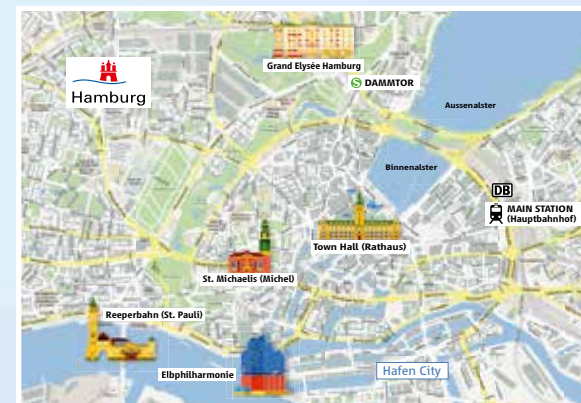 Grand Elysée Hamburg
Hamburg
S DAMMTOR
Aussenalster
Binnenalster
DB
MAIN STATION
(Hauptbahnhof)
Town Hall (Rathaus)
St. Michaelis (Michel)
Reeperbahn (St. Pauli)
Elbphilharmonie
Hafen City